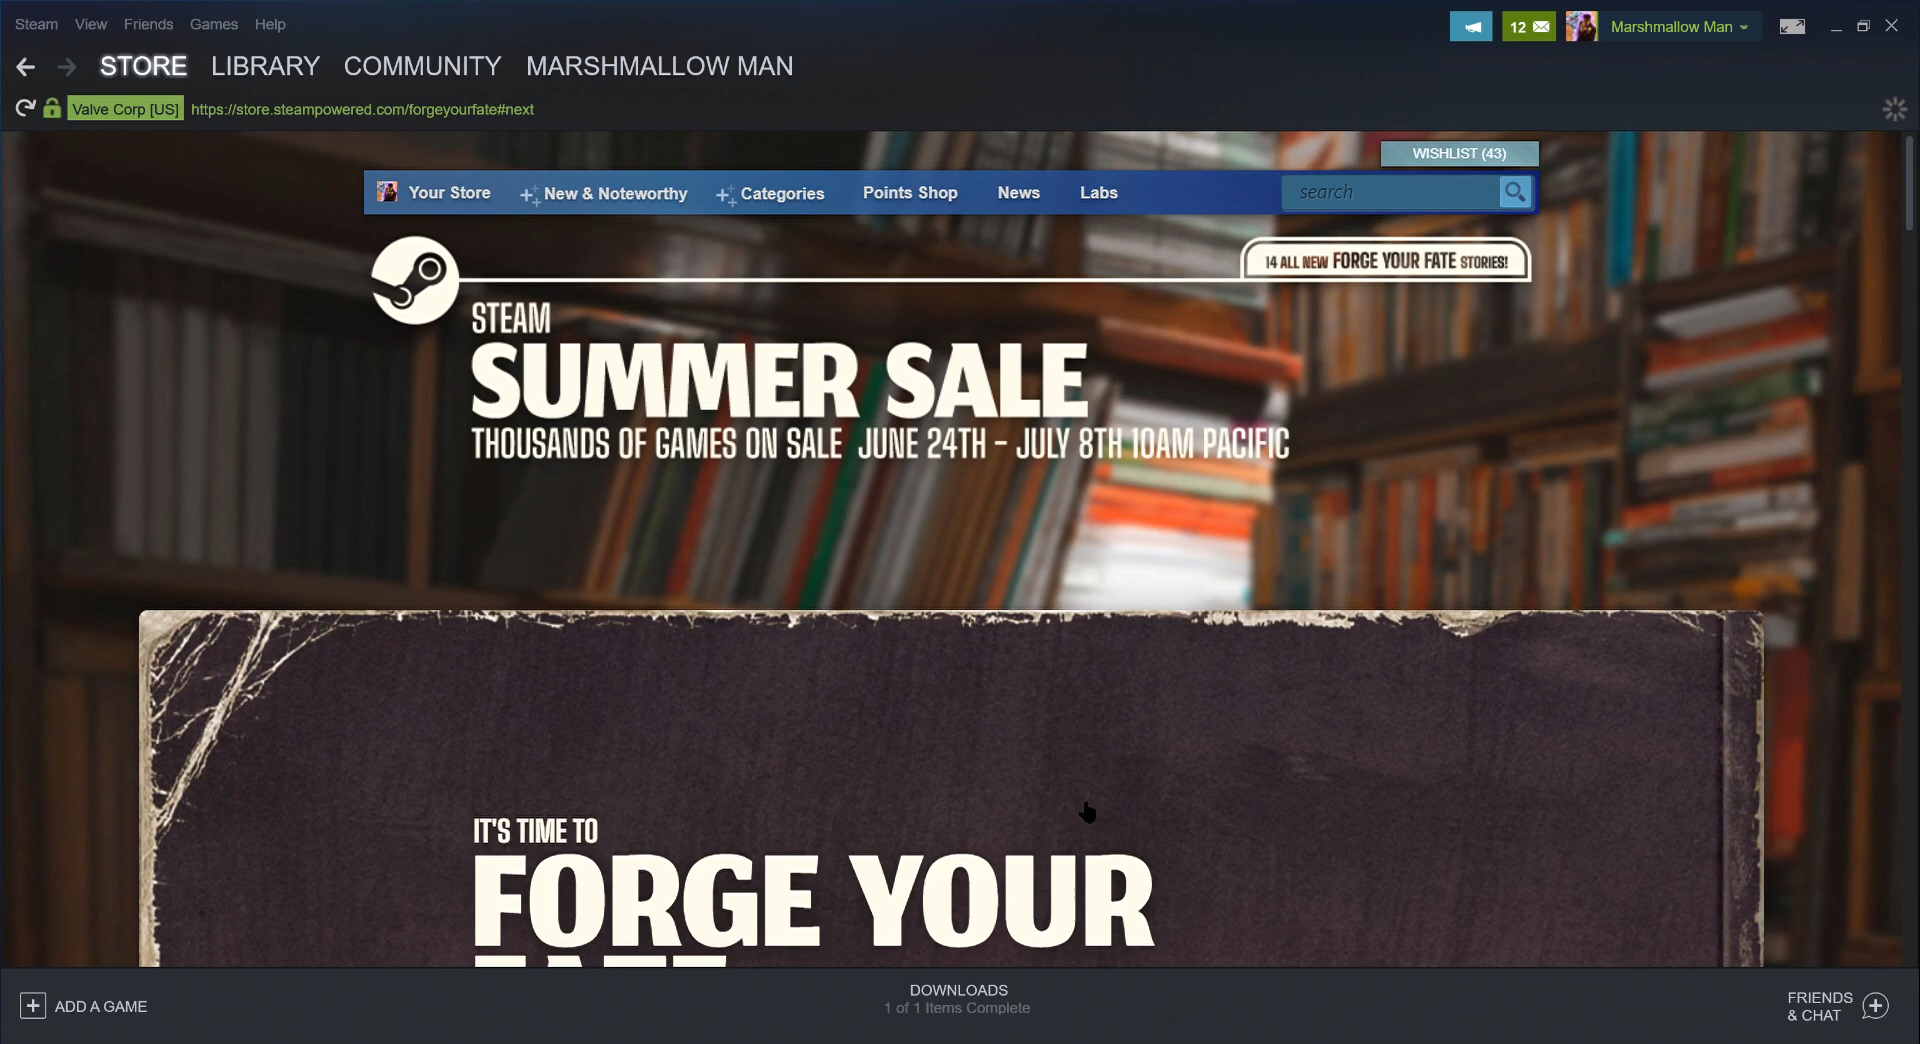 Steam View Friends Games Help
12 Marshmallow Man
STORE LIBRARY COMMUNITY MARSHMALLOW MAN
Valve Corp [US] https://store.steampowered.com/forgeyourfate#next
WISHLIST (43)
Your Store New & Noteworthy Categories Points Shop News Labs search
14 ALL NEW FORGE YOUR FATE STORIES!
STEAM
SUMMER SALE
THOUSANDS OF GAMES ON SALE JUNE 24TH - JULY 8TH 10AM PACIFIC
IT'S TIME TO
FORGE YOUR
ADD A GAME
DOWNLOADS
1 of 1 Items Complete
FRIENDS
& CHAT